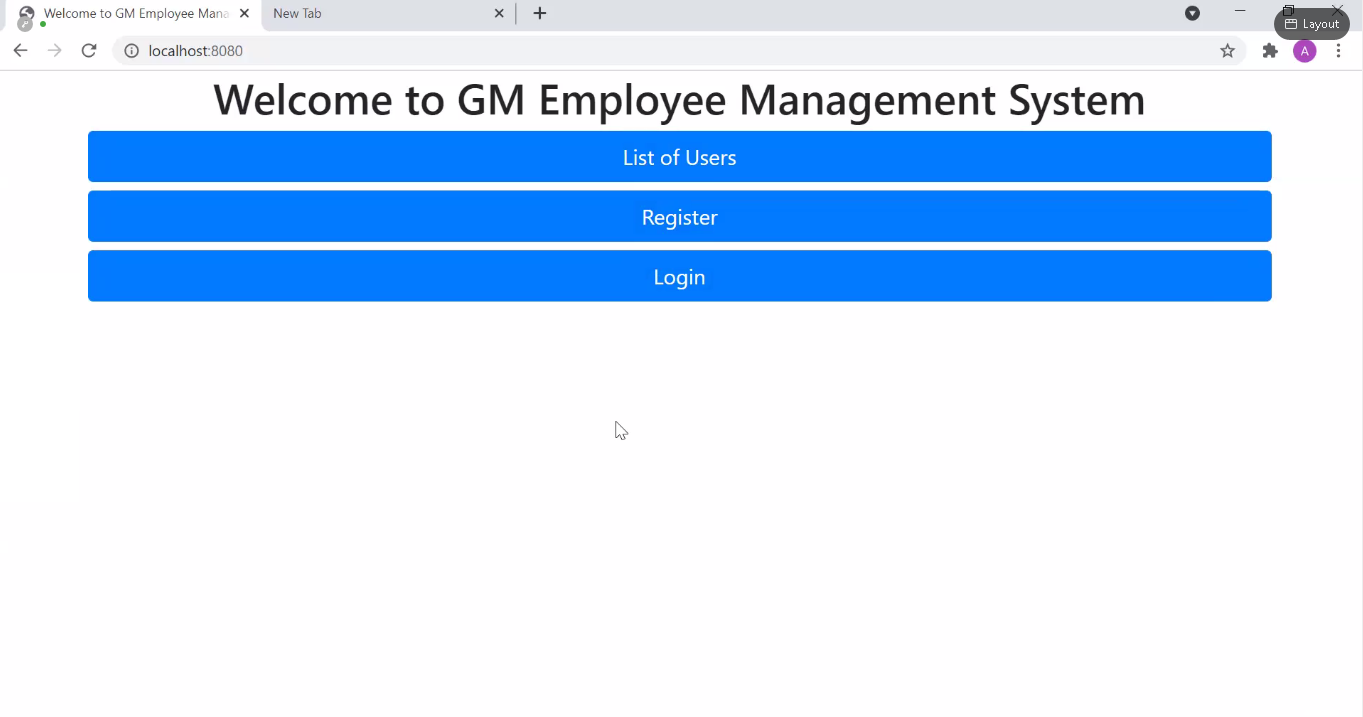 Welcome to GM Employee Mana
New Tab
Layout
localhost:8080
A
Welcome to GM Employee Management System
List of Users
Register
Login